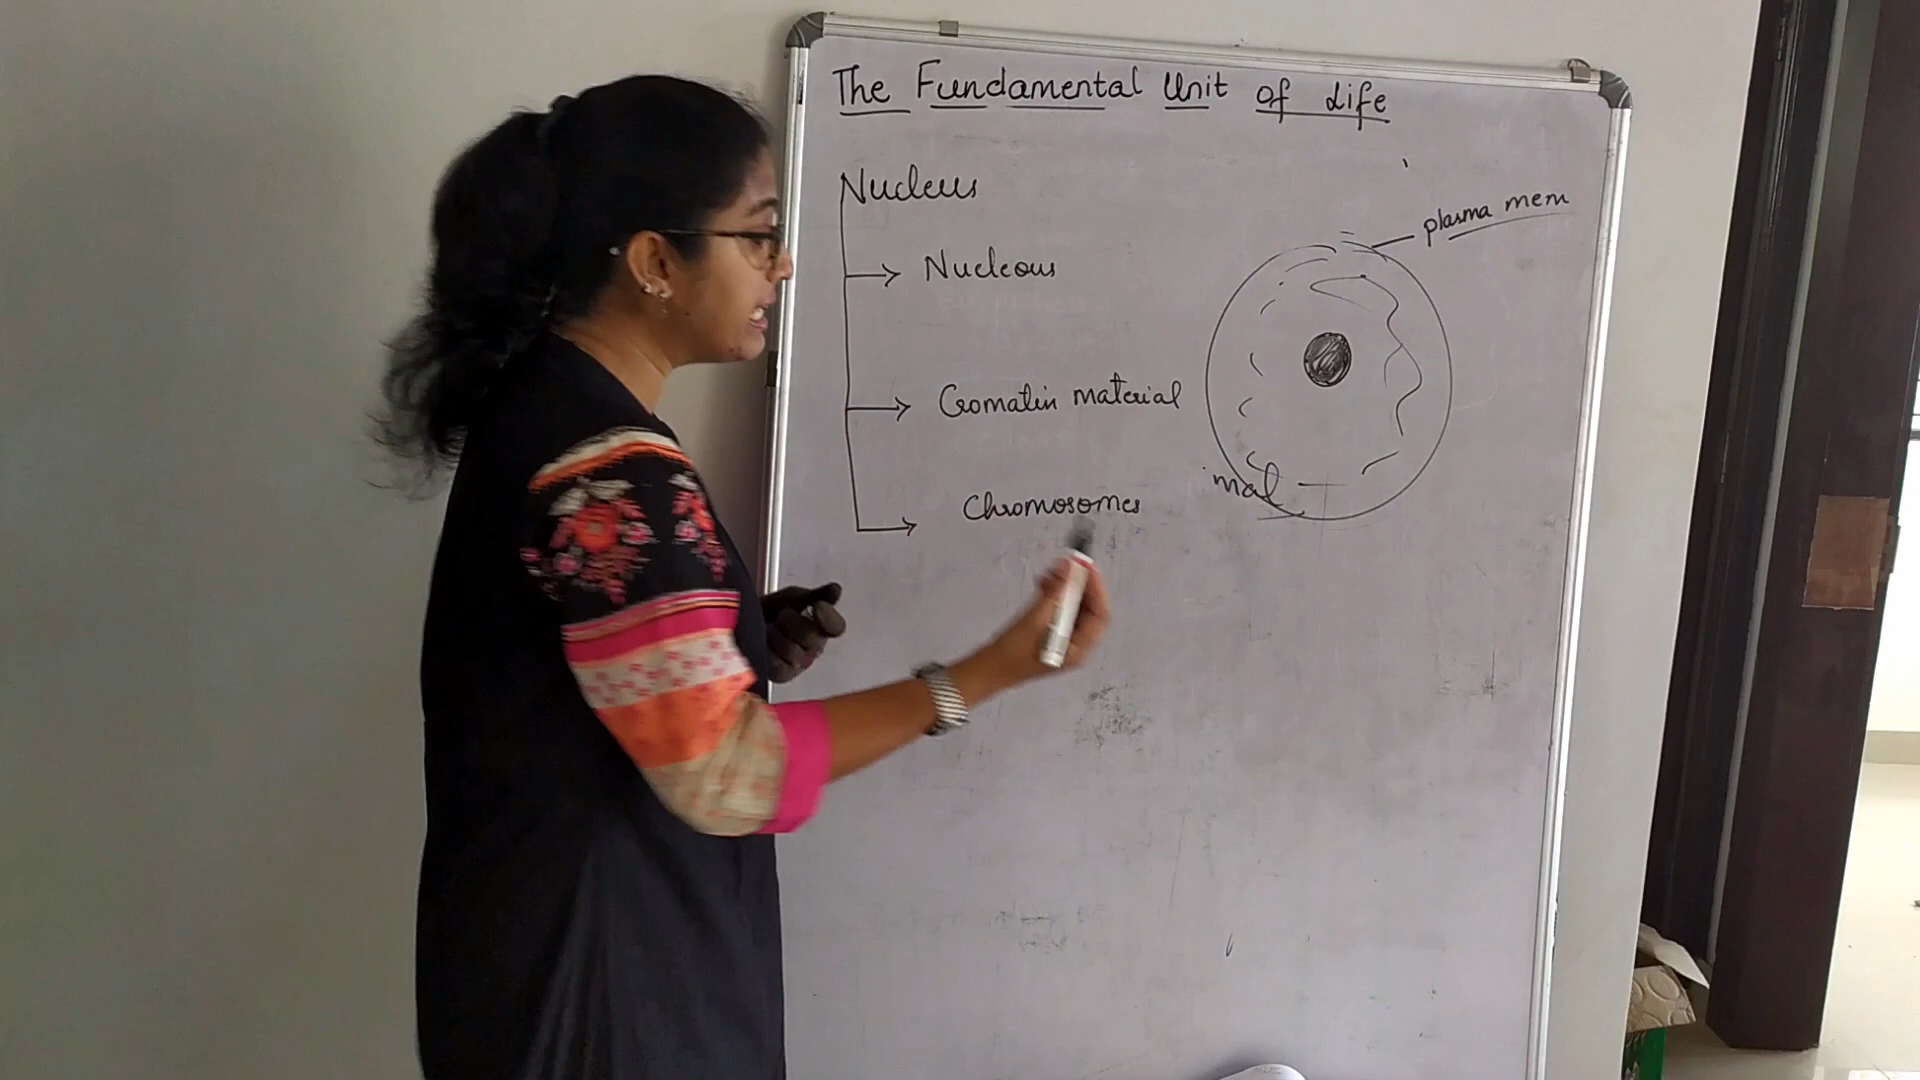 The Fundamental Unit of Life
Nucleus
plasma mem
Nucleous
Cromatin material
mal
Chromosomes